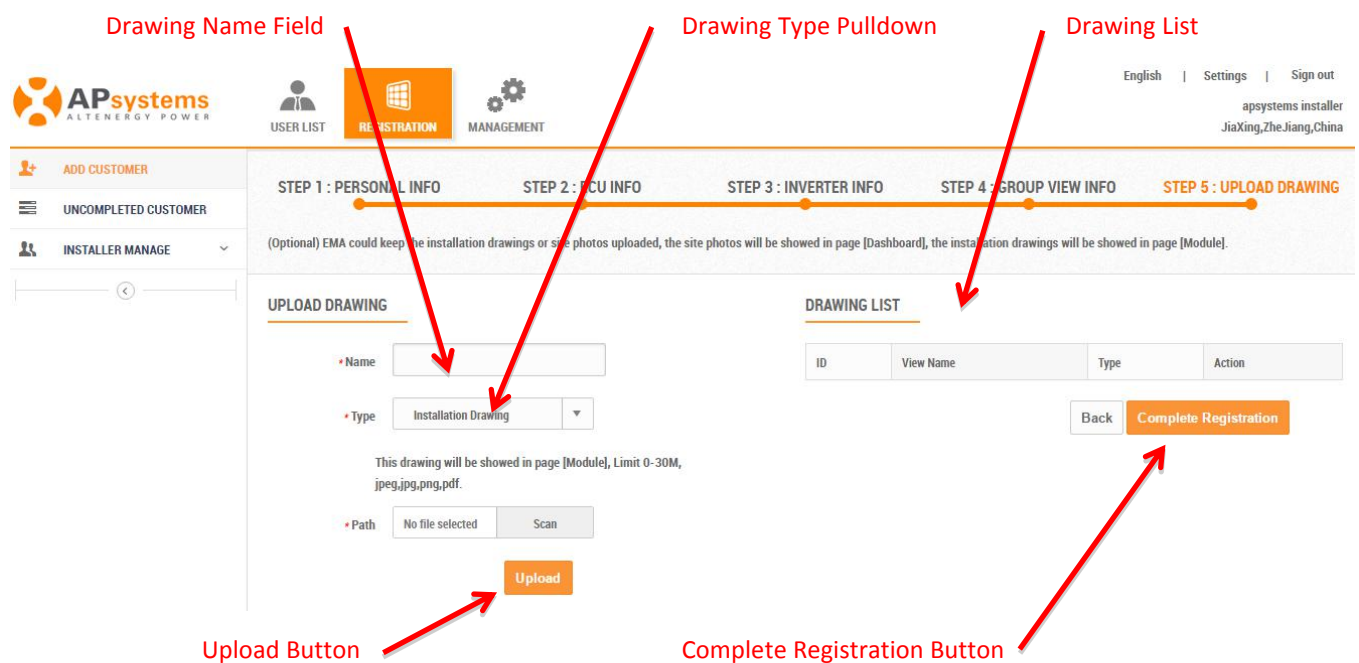 Drawing Name Field
Drawing Type Pulldown
Drawing List
English | Settings | Sign out
APsystems
ALTENERGY POWER
apsystems installer
JiaXing,ZheJiang,China
USER LIST
REGISTRATION
MANAGEMENT
ADD CUSTOMER
UNCOMPLETED CUSTOMER
INSTALLER MANAGE
STEP 1 : PERSONAL INFO
STEP 2 : ECU INFO
STEP 3 : INVERTER INFO
STEP 4 : GROUP VIEW INFO
STEP 5 : UPLOAD DRAWING
(Optional) EMA could keep the installation drawings or site photos uploaded, the site photos will be showed in page [Dashboard], the installation drawings will be showed in page [Module].
UPLOAD DRAWING
*Name
*Type Installation Drawing
This drawing will be showed in page [Module], Limit 0-30M,
jpeg,jpg,png,pdf.
*Path No file selected Scan
Upload
DRAWING LIST
ID View Name Type Action
Back Complete Registration
Upload Button
Complete Registration Button